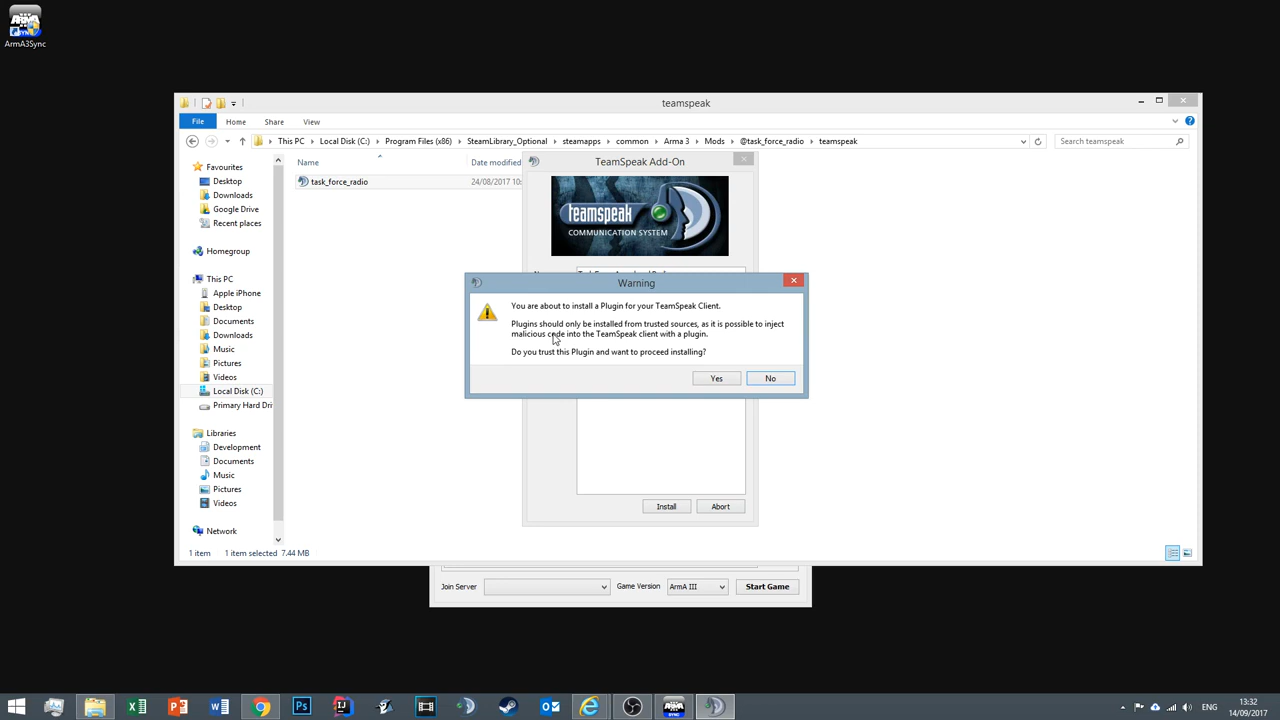 ArmA3Sync
teamspeak
File Home Share View
This PC Local Disk (C:) Program Files (x86) SteamLibrary_Optional steamapps common Arma 3 Mods @task_force_radio teamspeak
Search teamspeak
Favourites
Desktop
Downloads
Google Drive
Recent places
Homegroup
This PC
Apple iPhone
Desktop
Documents
Downloads
Music
Pictures
Videos
Local Disk (C:)
Primary Hard Dri
Libraries
Development
Documents
Music
Pictures
Videos
Network
Name Date modified
task_force_radio 24/08/2017 10:
TeamSpeak Add-On
teamspeak
COMMUNICATION SYSTEM
Warning
You are about to install a Plugin for your TeamSpeak Client.
Plugins should only be installed from trusted sources, as it is possible to inject
malicious code into the TeamSpeak client with a plugin.
Do you trust this Plugin and want to proceed installing?
Yes No
Install Abort
1 item 1 item selected 7.44 MB
Join Server Game Version ArmA III Start Game
ENG
13:32
14/09/2017